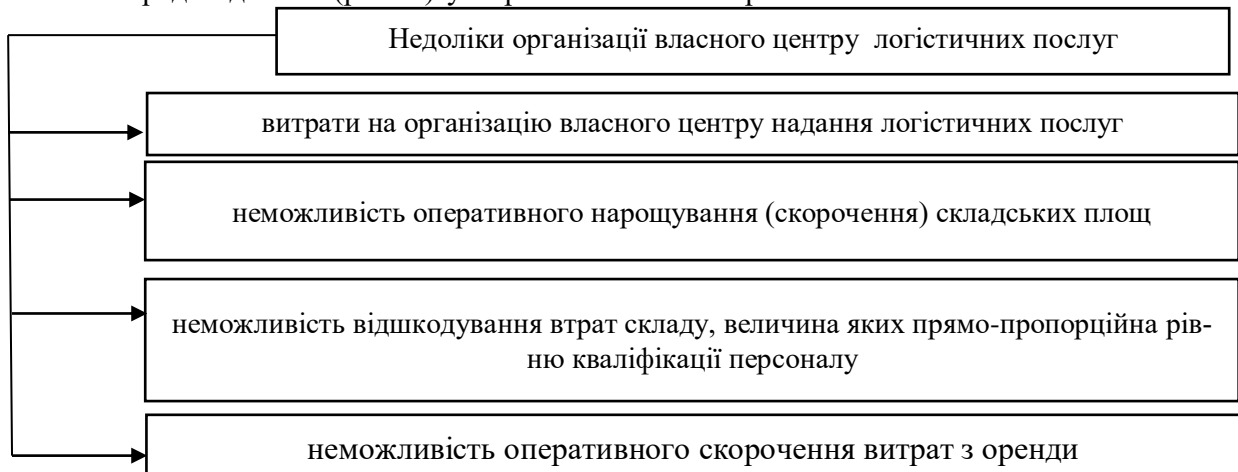 Недоліки організації власного центру логістичних послуг
витрати на організацію власного центру надання логістичних послуг
неможливість оперативного нарощування (скорочення) складських площ
неможливість відшкодування втрат складу, величина яких прямо-пропорційна рів-
ню кваліфікації персоналу
неможливість оперативного скорочення витрат з оренди